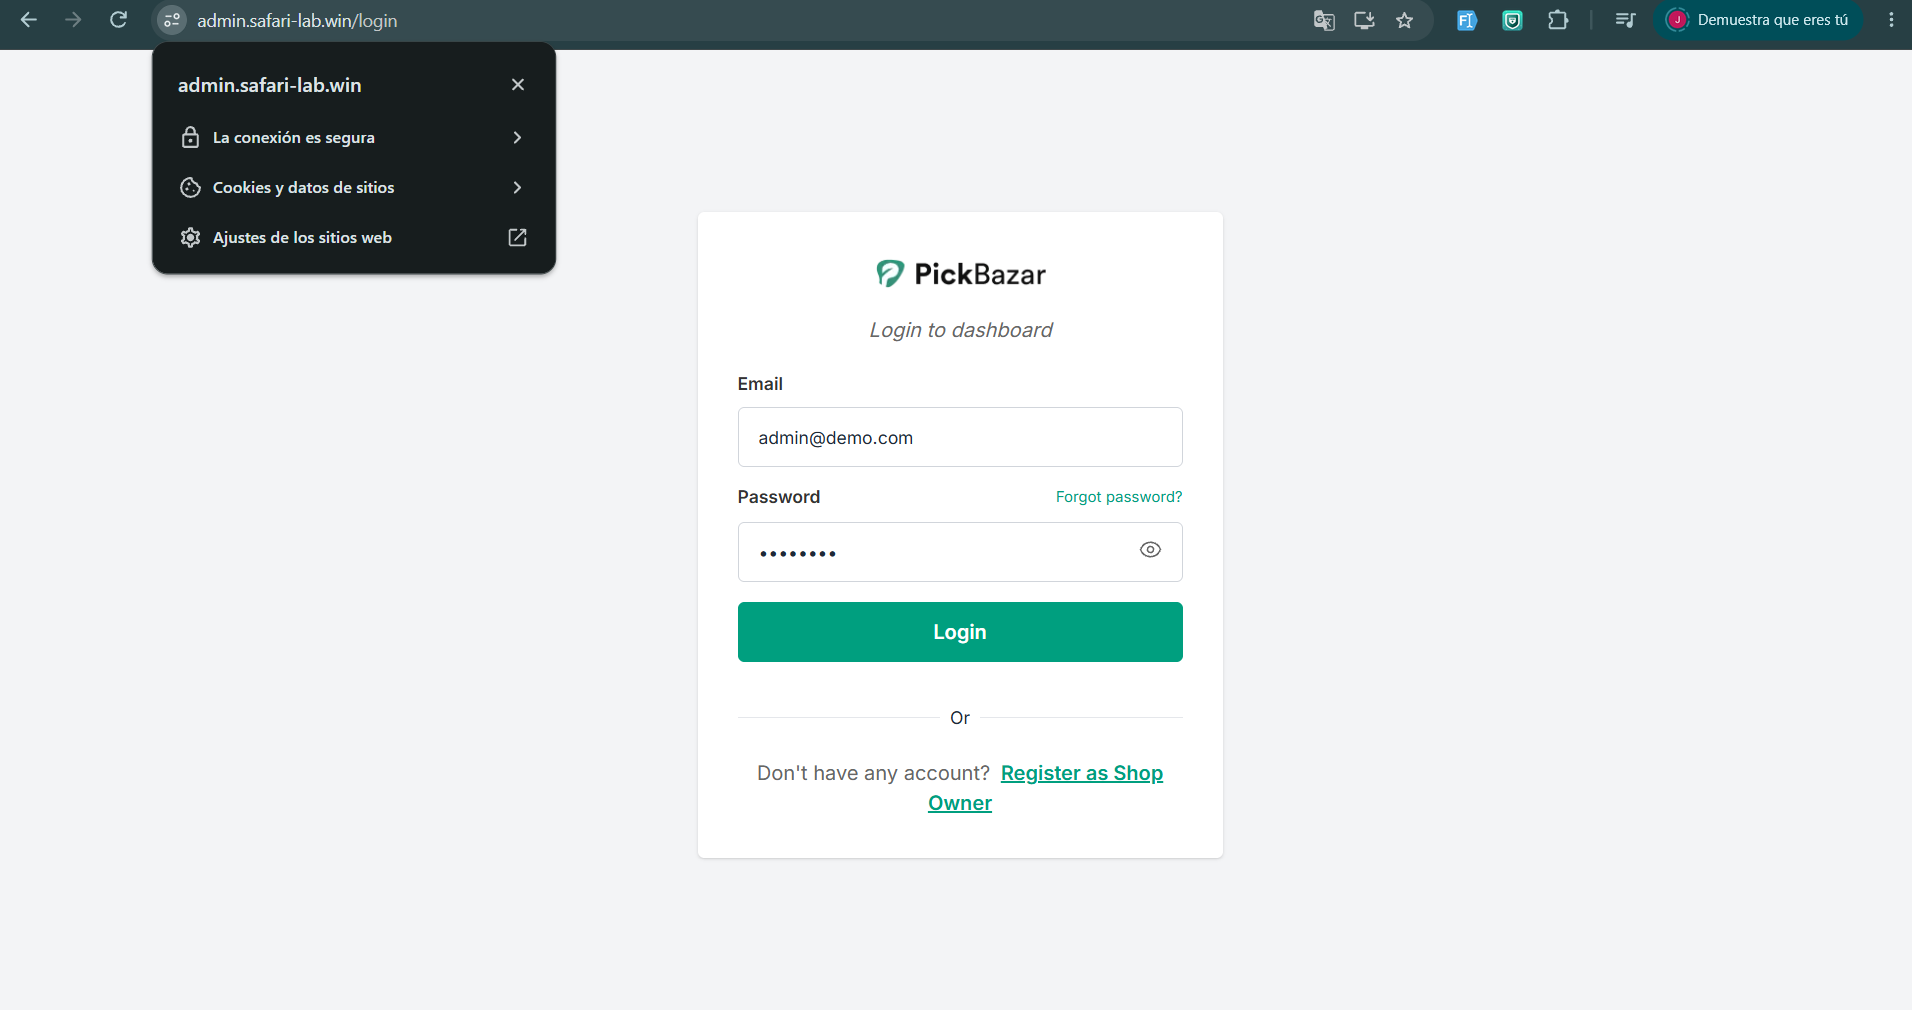 admin.safari-lab.win/login
J Demuestra que eres tú
admin.safari-lab.win
La conexión es segura
Cookies y datos de sitios
Ajustes de los sitios web
PickBazar
Login to dashboard
Email
admin@demo.com
Password Forgot password?
••••••••
Login
Or
Don't have any account? Register as Shop
Owner